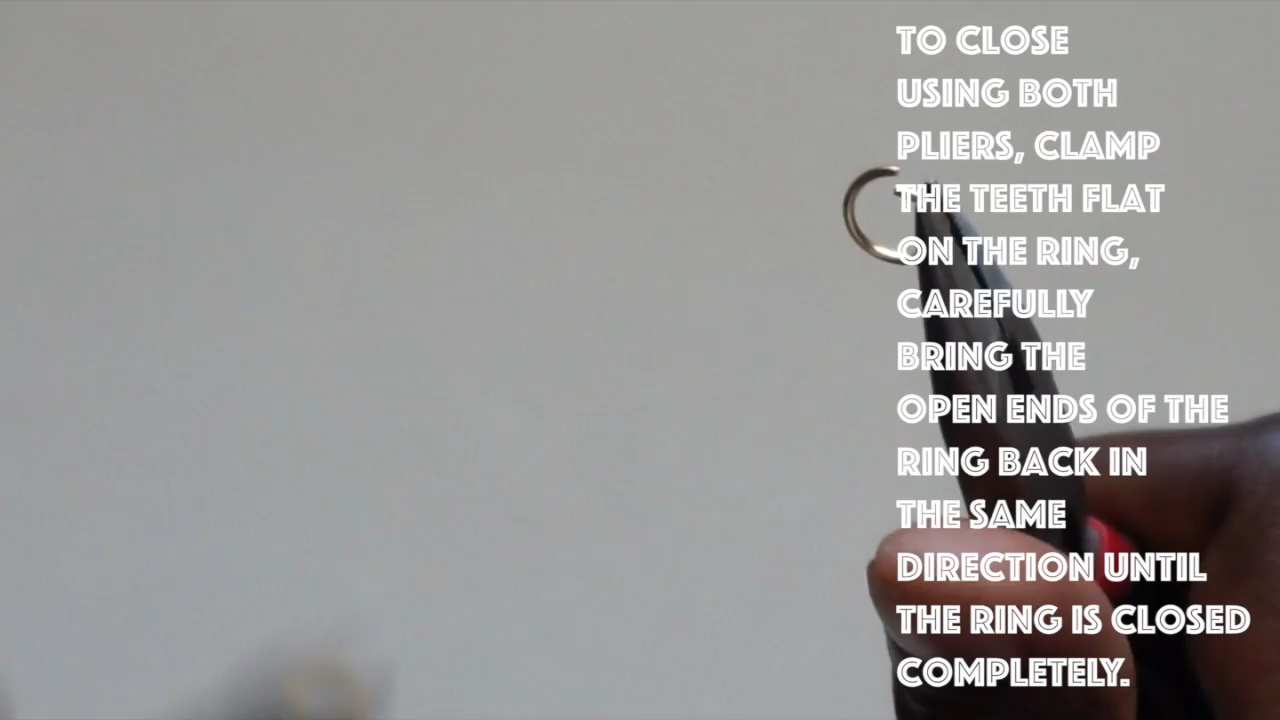 TO CLOSE
USING BOTH
PLIERS, CLAMP
THE TEETH FLAT
ON THE RING,
CAREFULLY
BRING THE
OPEN ENDS OF THE
RING BACK IN
THE SAME
DIRECTION UNTIL
THE RING IS CLOSED
COMPLETELY.